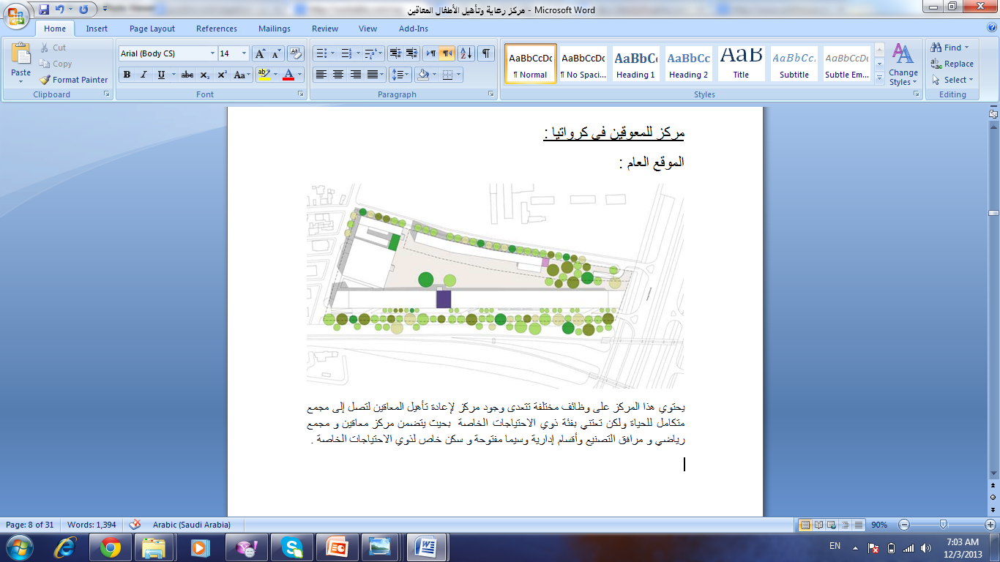 مركز رعاية وتأهيل الأطفال المعاقين - Microsoft Word
Home Insert Page Layout References Mailings Review View Add-Ins
Cut
Copy
Format Painter
Paste
Clipboard
Arial (Body CS) 14
Font
Paragraph
AaBbCcDc AaBbCcDc AaBbC AaBbCc AaB AaBbCc. AaBbCcDc
¶ Normal ¶ No Spaci... Heading 1 Heading 2 Title Subtitle Subtle Em...
Change Styles
Styles
Find
Replace
Select
Editing
مركز للمعوقين في كرواتيا :
الموقع العام :
يحتوي هذا المركز على وظائف مختلفة تتعدى وجود مركز لإعادة تأهيل المعاقين لتصل إلى مجمع
متكامل للحياة ولكن تعتني بفئة ذوي الاحتياجات الخاصة بحيث يتضمن مركز معاقين و مجمع
رياضي و مرافق التصنيع وأقسام إدارية وسيما مفتوحة و سكن خاص لذوي الاحتياجات الخاصة .
Page: 8 of 31 Words: 1,394 Arabic (Saudi Arabia) 90%
EN 7:03 AM
12/3/2013